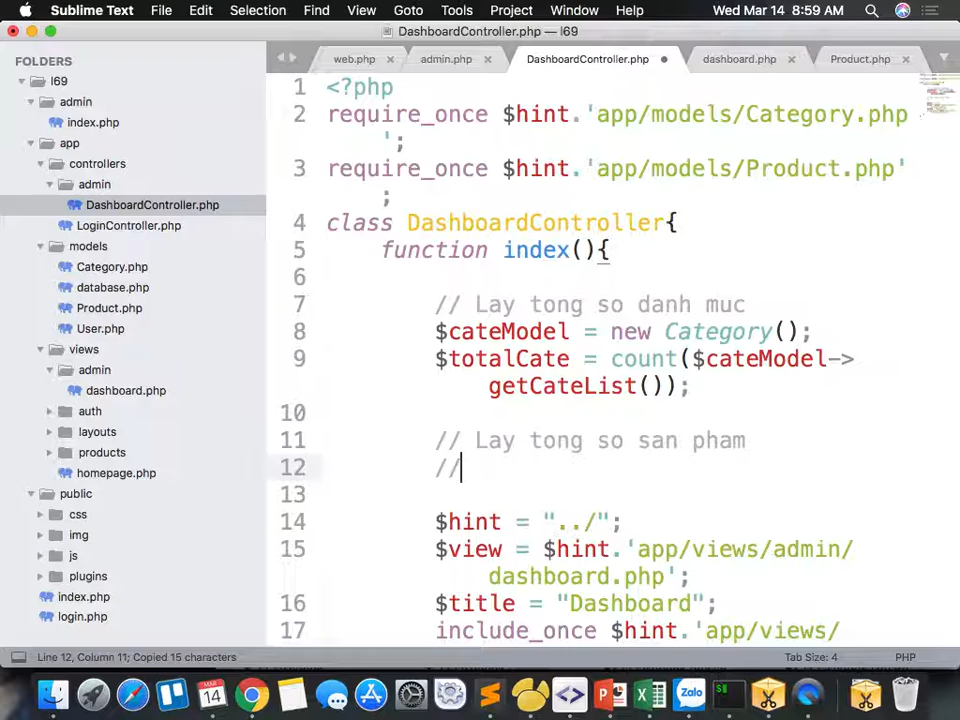 Sublime Text File Edit Selection Find View Goto Tools Project Window Help Wed Mar 14 8:59 AM
DashboardController.php — l69
FOLDERS
l69
admin
index.php
app
controllers
admin
DashboardController.php
LoginController.php
models
Category.php
database.php
Product.php
User.php
views
admin
dashboard.php
auth
layouts
products
homepage.php
public
css
img
js
plugins
index.php
login.php
web.php × admin.php × DashboardController.php dashboard.php × Product.php ×
1 <?php
2 require_once $hint.'app/models/Category.php
';
3 require_once $hint.'app/models/Product.php'
;
4 class DashboardController{
5 function index(){
6
7 // Lay tong so danh muc
8 $cateModel = new Category();
9 $totalCate = count($cateModel->
getCateList());
10
11 // Lay tong so san pham
12 //
13
14 $hint = "../";
15 $view = $hint.'app/views/admin/
dashboard.php';
16 $title = "Dashboard";
17 include_once $hint.'app/views/
Line 12, Column 11; Copied 15 characters Tab Size: 4 PHP
14
Zalo